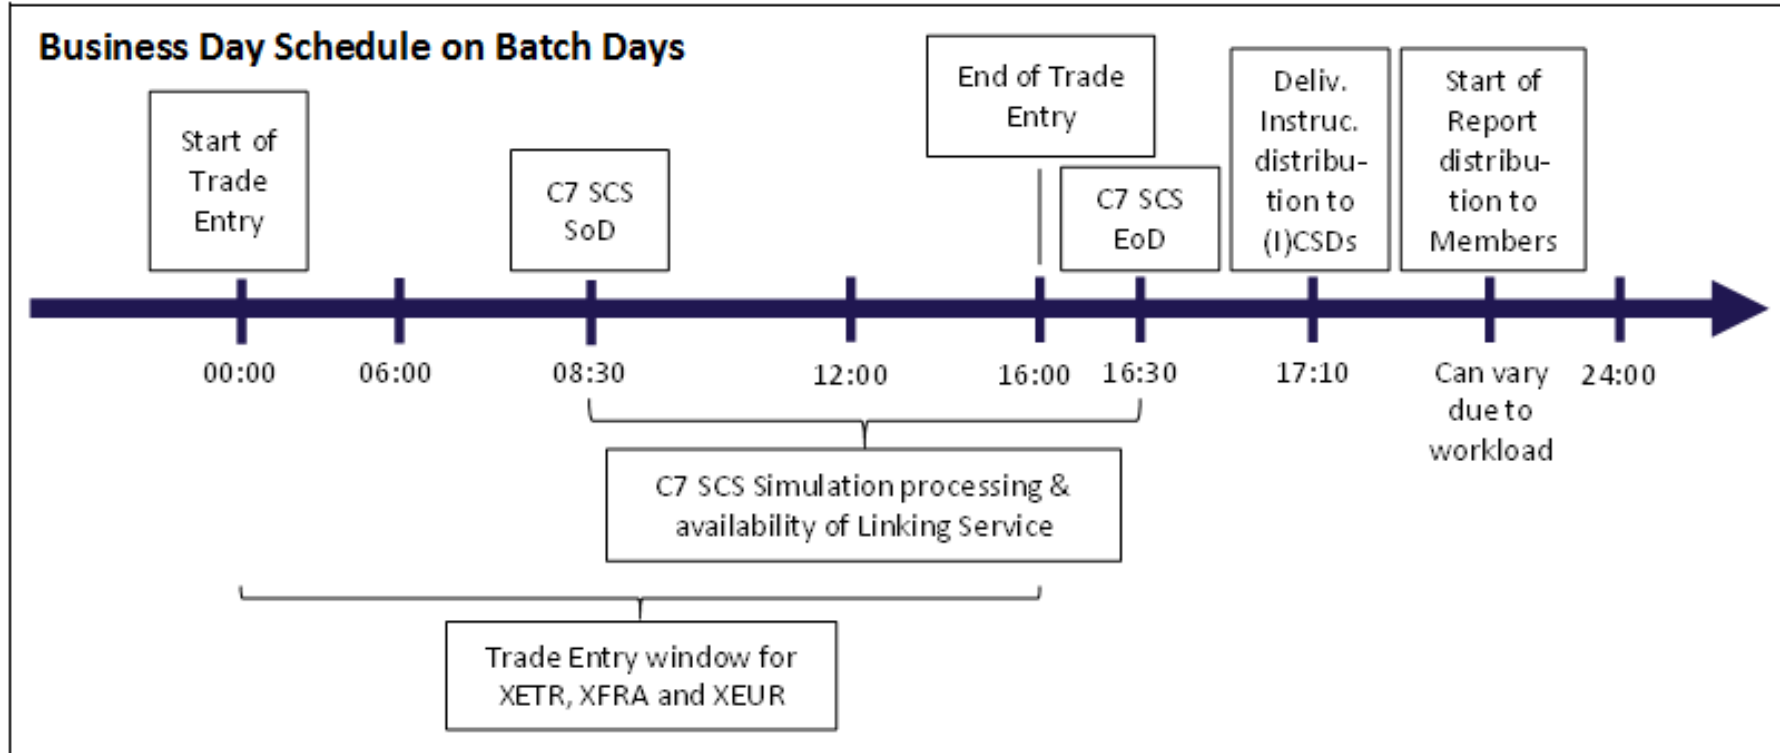 Business Day Schedule on Batch Days
Start of
Trade
Entry
C7 SCS
SoD
End of Trade
Entry
C7 SCS
EoD
Deliv.
Instruc.
distribu-
tion to
(I)CSDs
Start of
Report
distribu-
tion to
Members
00:00
06:00
08:30
12:00
16:00
16:30
17:10
Can vary
due to
workload
24:00
C7 SCS Simulation processing &
availability of Linking Service
Trade Entry window for
XETR, XFRA and XEUR